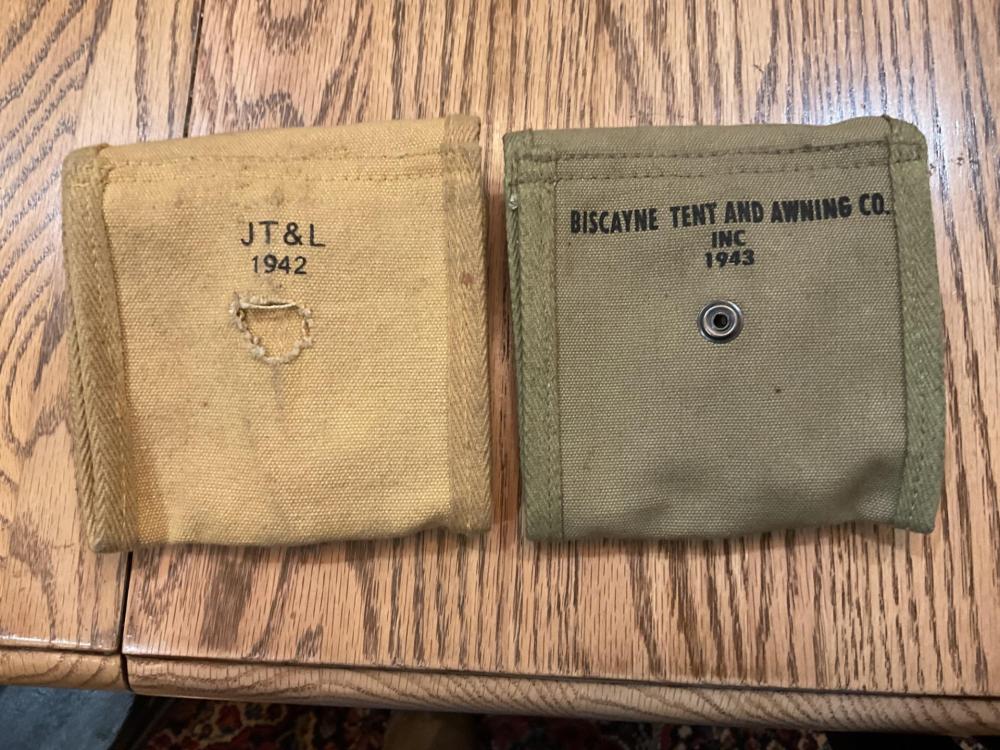 JT&L
1942
BISCAYNE TENT AND AWNING CO.
INC
1943